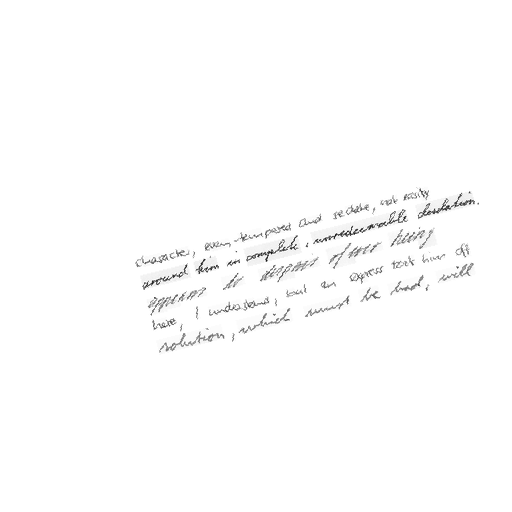 character, even-tempered and sedate, not easily
around him in complete, unredeemable desolation.
appears to despair of ever being
here, I understand, but an express took him off
solution, which must be had, will